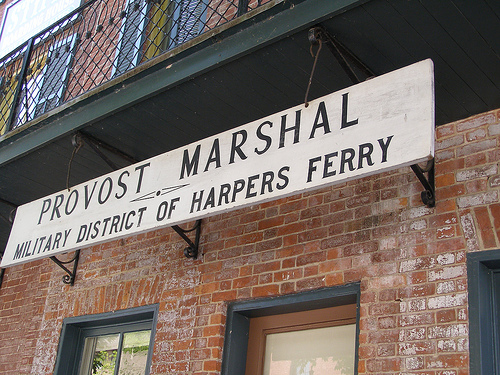 PROVOST MARSHAL
MILITARY DISTRICT OF HARPERS FERRY